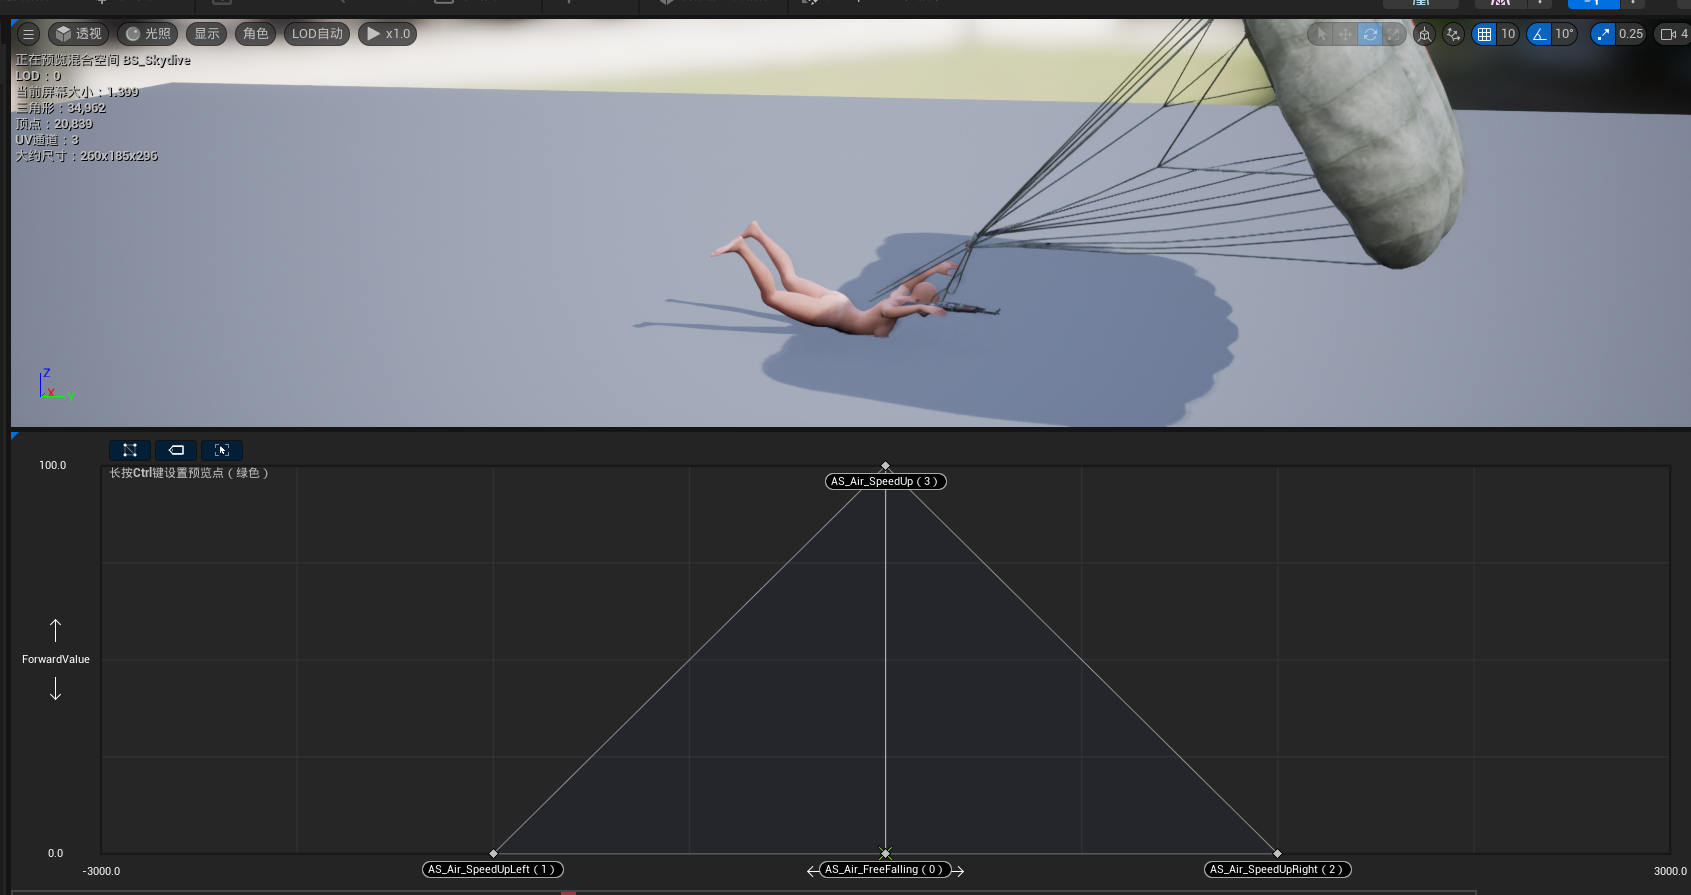 透视 光照 显示 角色 LOD自动 x1.0 10 10° 0.25 4
正在预览混合空间 BS_Skydive
LOD：0
当前屏幕大小：1.399
三角形：34,962
顶点：20,839
UV通道：3
大约尺寸：260x185x296
Z
X
100.0
长按Ctrl键设置预览点（绿色）
AS_Air_SpeedUp（3）
ForwardValue
0.0
-3000.0
AS_Air_SpeedUpLeft（1）
AS_Air_FreeFalling（0）
AS_Air_SpeedUpRight（2）
3000.0